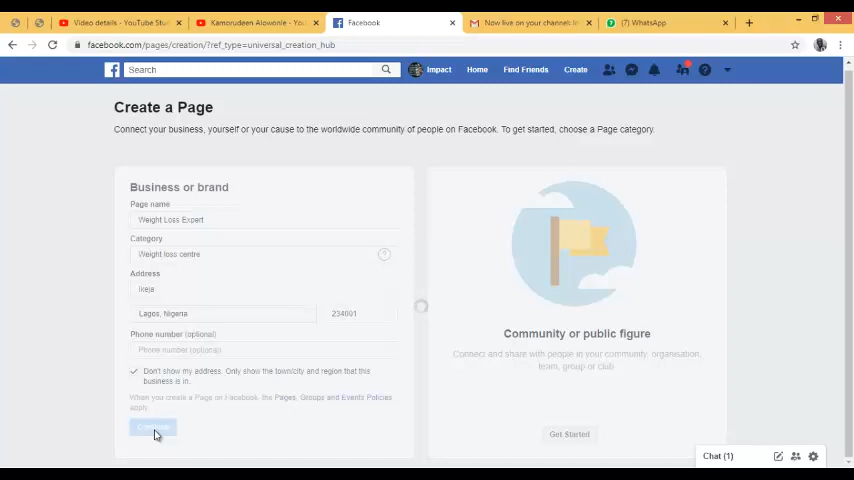 Video details - YouTube Stu
Kamorudeen Alowonle - You
Facebook
Now live on your channel: Im
(7) WhatsApp
facebook.com/pages/creation/?ref_type=universal_creation_hub
Search
Impact
Home
Find Friends
Create
Create a Page
Connect your business, yourself or your cause to the worldwide community of people on Facebook. To get started, choose a Page category.
Business or brand
Page name
Weight Loss Expert
Category
Weight loss centre
?
Address
Ikeja
Lagos, Nigeria
234001
Phone number (optional)
Phone number (optional)
Don't show my address. Only show the town/city and region that this
business is in.
When you create a Page on Facebook, the Pages, Groups and Events Policies
apply.
Continue
Community or public figure
Connect and share with people in your community, organisation,
team, group or club
Get Started
Chat (1)